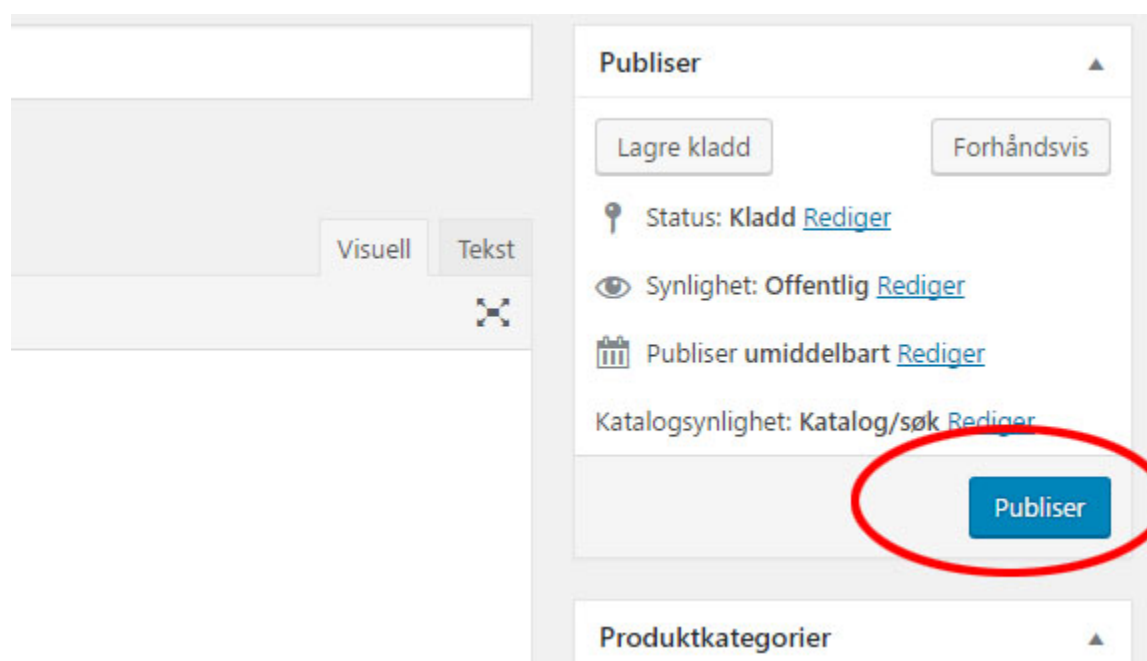 Publiser
Lagre kladd Forhåndsvis
Status: Kladd Rediger
Visuell Tekst
Synlighet: Offentlig Rediger
Publiser umiddelbart Rediger
Katalogsynlighet: Katalog/søk Rediger
Publiser
Produktkategorier